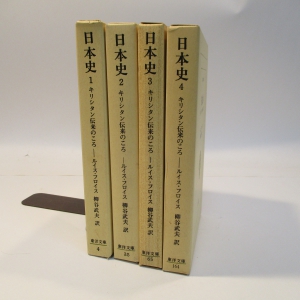 日本史
1
キリシタン伝来のころ
ルイス・フロイス
柳谷武夫 訳
東洋文庫
4
日本史
2
キリシタン伝来のころ
ルイス・フロイス
柳谷武夫 訳
東洋文庫
日本史
3
キリシタン伝来のころ
ルイス・フロイス
柳谷武夫 訳
東洋文庫
日本史
4
キリシタン伝来のころ
ルイス・フロイス
柳谷武夫 訳
東洋文庫